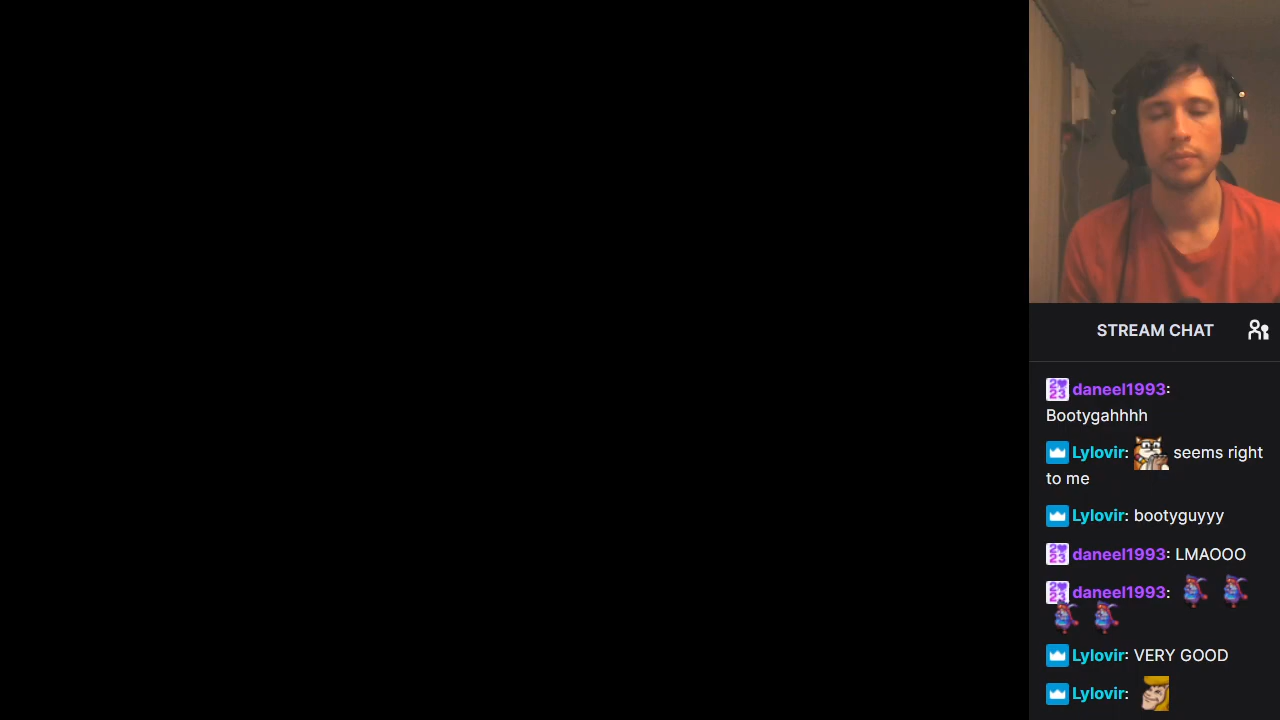 STREAM CHAT
daneel1993:
Bootygahhhh
Lylovir: seems right
to me
Lylovir: bootyguyyy
daneel1993: LMAOOO
daneel1993:
Lylovir: VERY GOOD
Lylovir: